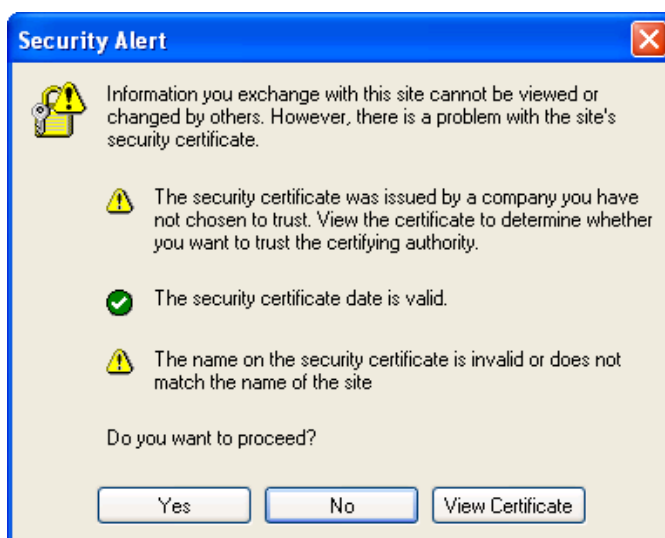 Security Alert
Information you exchange with this site cannot be viewed or
changed by others. However, there is a problem with the site's
security certificate.
The security certificate was issued by a company you have
not chosen to trust. View the certificate to determine whether
you want to trust the certifying authority.
The security certificate date is valid.
The name on the security certificate is invalid or does not
match the name of the site
Do you want to proceed?
Yes
No
View Certificate